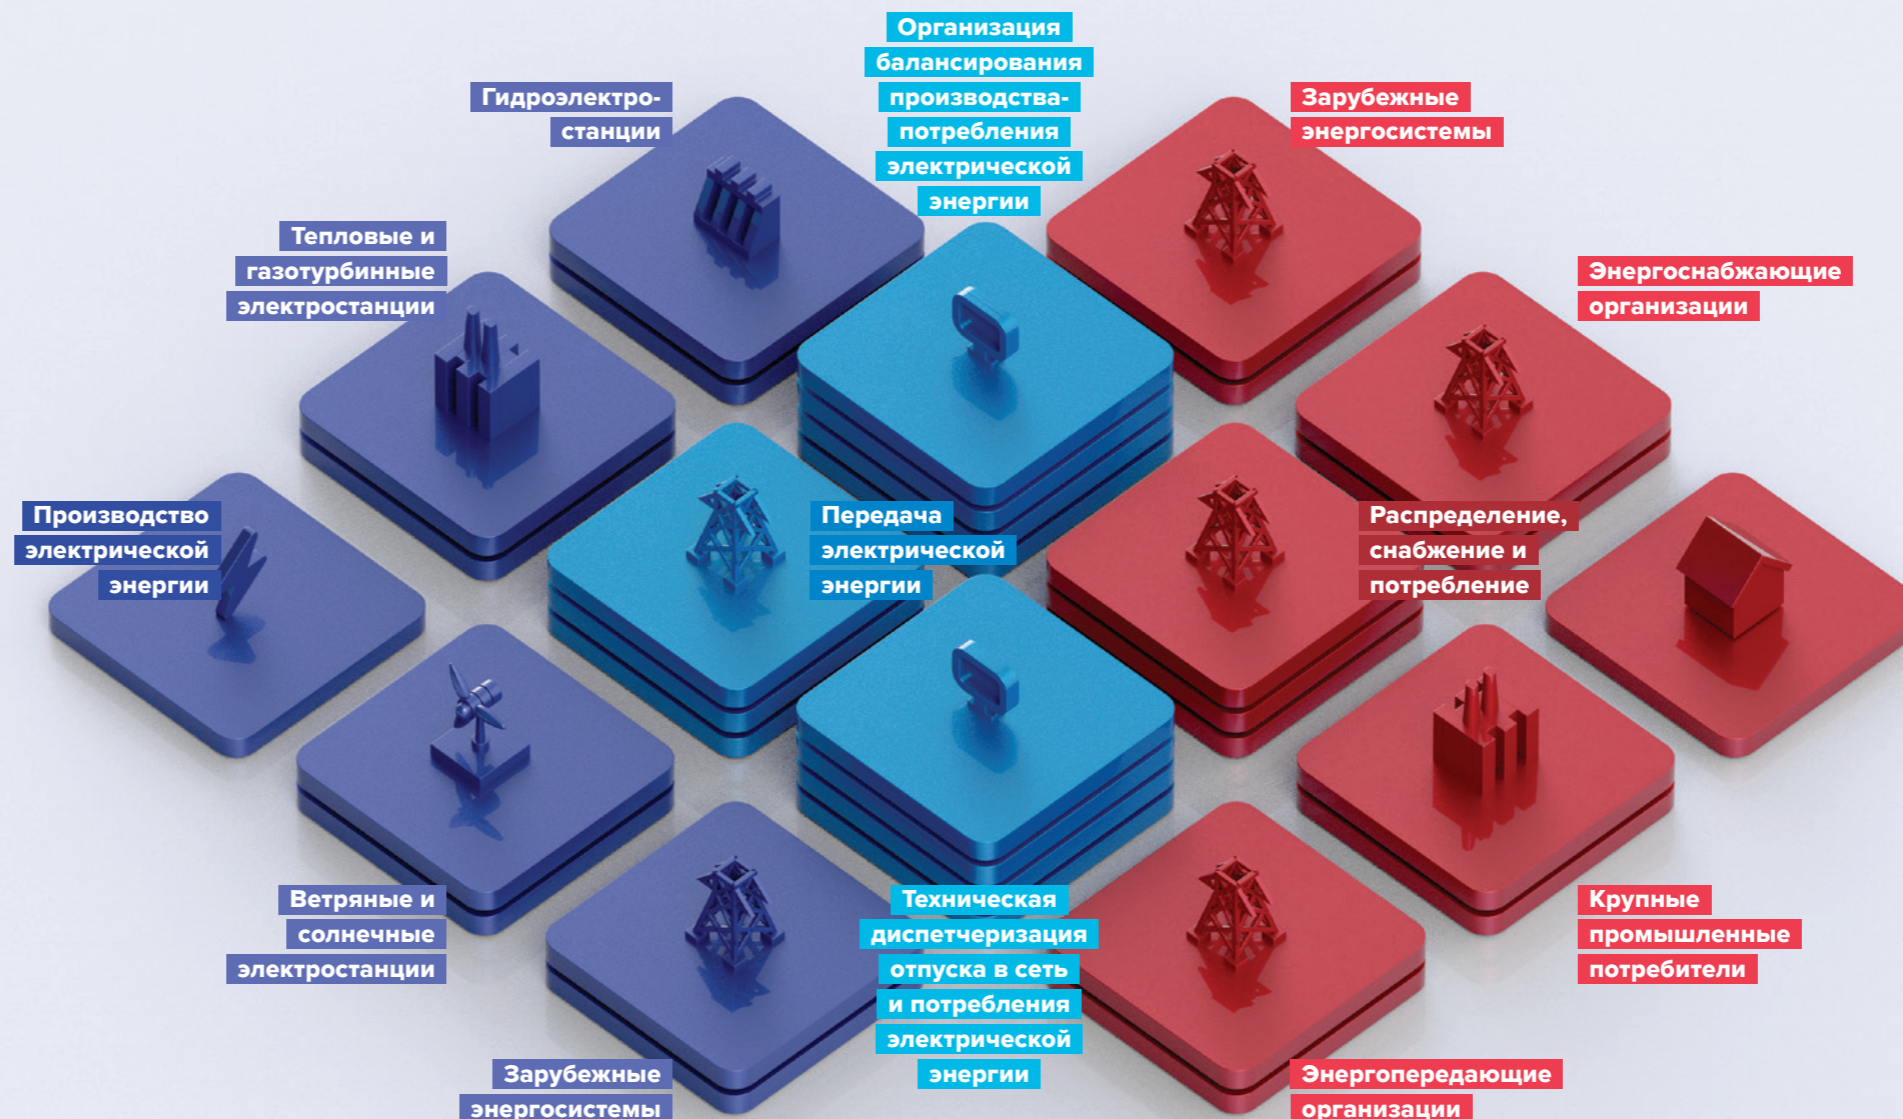 Организация
балансирования
производства-
потребления
электрической
энергии
Гидроэлектро-
станции
Зарубежные
энергосистемы
Тепловые и
газотурбинные
электростанции
Энергоснабжающие
организации
Производство
электрической
энергии
Передача
электрической
энергии
Распределение,
снабжение и
потребление
Ветряные и
солнечные
электростанции
Техническая
диспетчеризация
отпуска в сеть
и потребления
электрической
энергии
Крупные
промышленные
потребители
Зарубежные
энергосистемы
Энергопередающие
организации